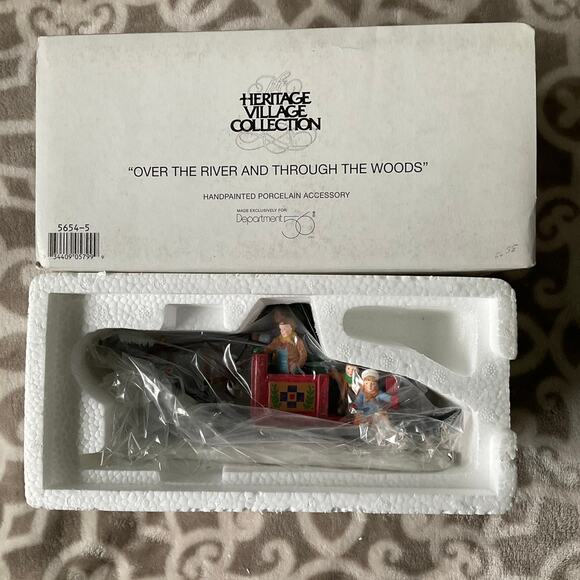 The
HERITAGE
VILLAGE
COLLECTION
"OVER THE RIVER AND THROUGH THE WOODS"
HANDPAINTED PORCELAIN ACCESSORY
MADE EXCLUSIVELY FOR
Department 56
5654-5